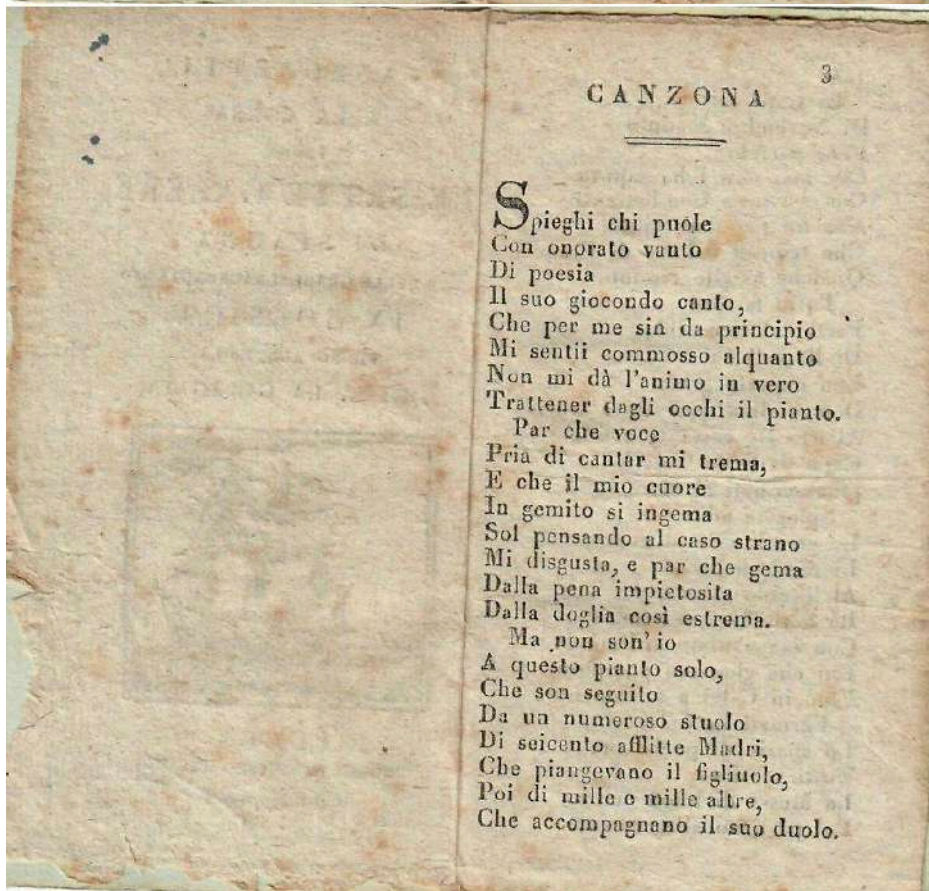 3
CANZONA
Spieghi chi puole
Con onorato vanto
Di poesia
Il suo giocondo canto,
Che per me sin da principio
Mi sentii commosso alquanto
Non mi dà l'animo in vero
Trattener dagli occhi il pianto.
Par che voce
Pria di cantar mi trema,
E che il mio cuore
In gemito si ingema
Sol pensando al caso strano
Mi disgusta, e par che gema
Dalla pena impietosita
Dalla doglia così estrema.
Ma non son' io
A questo pianto solo,
Che son seguito
Da un numeroso stuolo
Di seicento afflitte Madri,
Che piangevano il figliuolo,
Poi di mille e mille altre,
Che accompagnano il suo duolo.